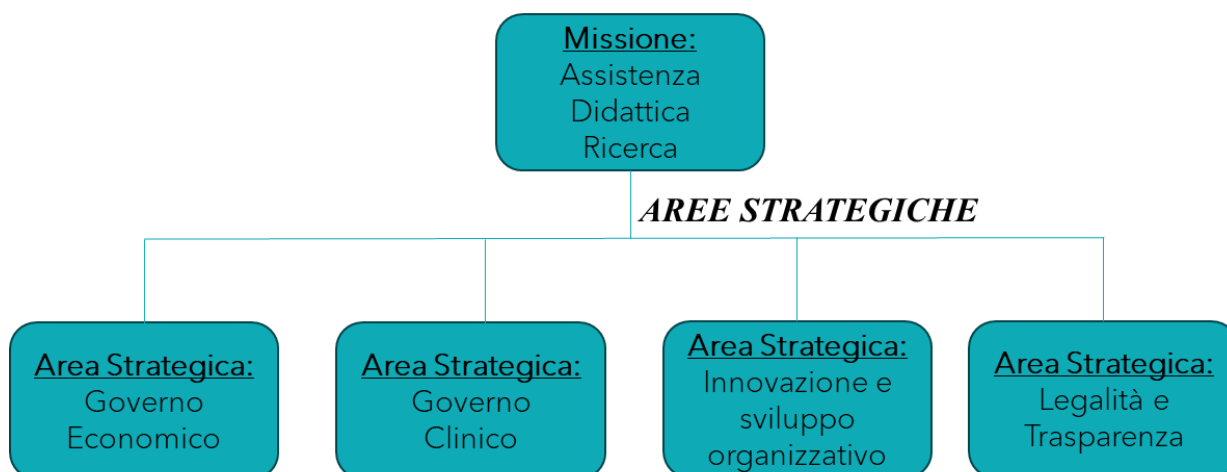 Missione:
Assistenza
Didattica
Ricerca
AREE STRATEGICHE
Area Strategica:
Governo
Economico
Area Strategica:
Governo
Clinico
Area Strategica:
Innovazione e
sviluppo
organizzativo
Area Strategica:
Legalità e
Trasparenza